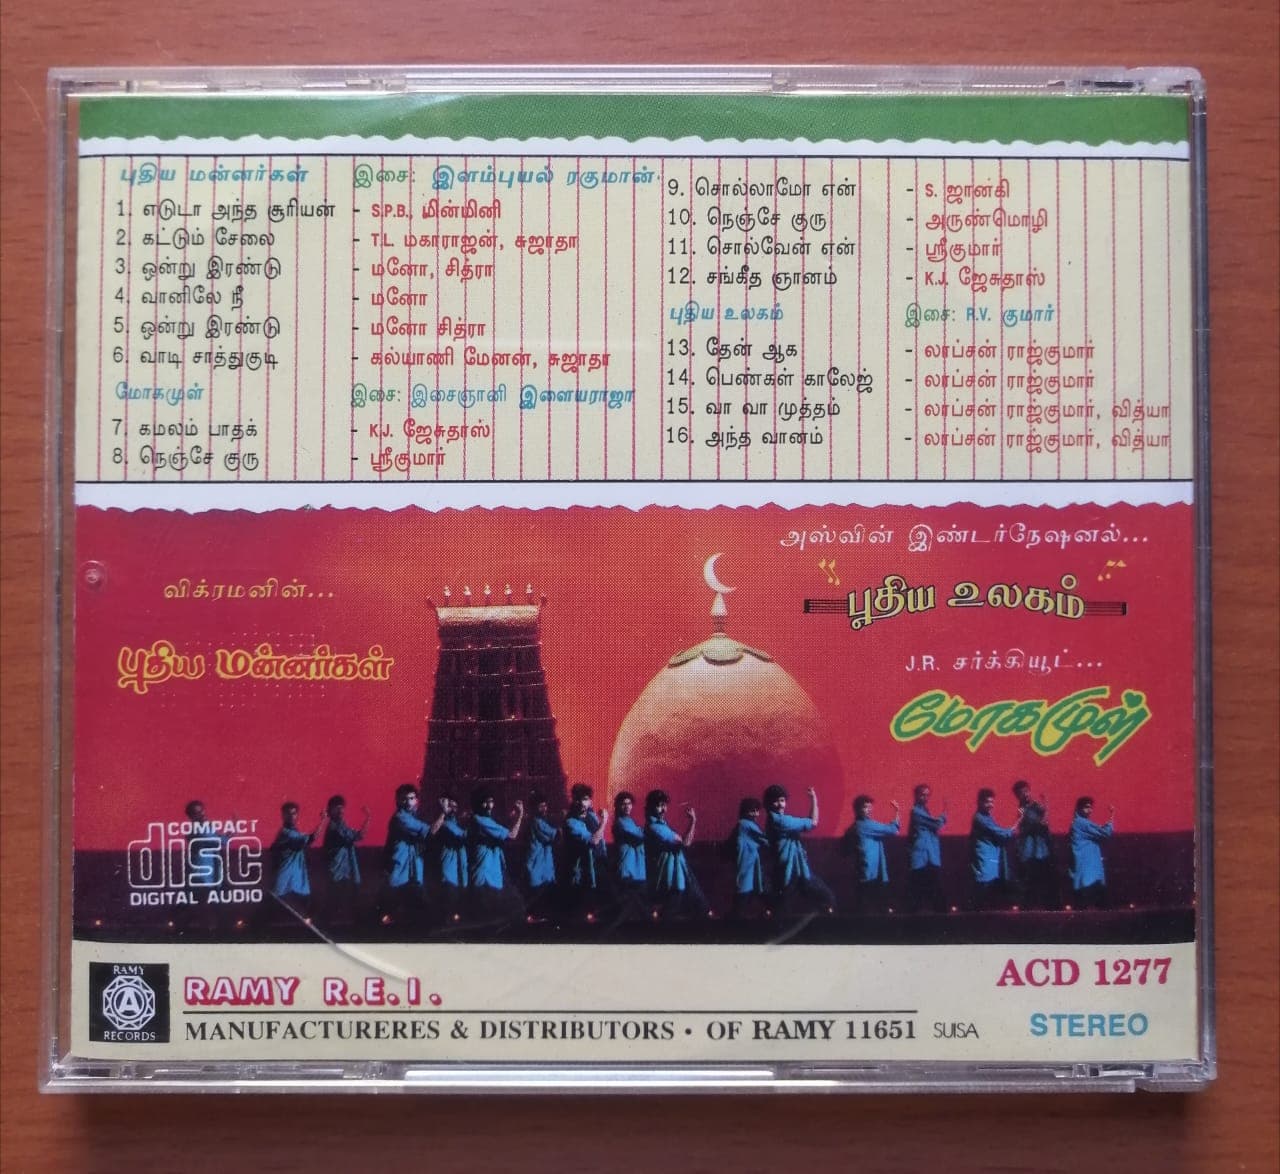 புதிய மன்னர்கள் இசை: இளம்புயல் ரகுமான்.
1. எடுடா அந்த சூரியன் - S.P.B., மின்மினி
2. கட்டும் சேலை - T.L மகாராஜன், சுஜாதா
3. ஒன்று இரண்டு - மனோ, சித்ரா
4. வானிலே நீ - மனோ
5. ஒன்று இரண்டு - மனோ சித்ரா
6. வாடி சாத்துகுடி - கல்யாணி மேனன், சுஜாதா
மோகமுள் இசை: இசைஞானி இளையராஜா
7. கமலம் பாதக் - K.J. ஜேசுதாஸ்
8. நெஞ்சே குரு - ஸ்ரீகுமார்
9. சொல்லாமோ என் - S. ஜானகி
10. நெஞ்சே குரு - அருண்மொழி
11. சொல்வேன் என் - ஸ்ரீகுமார்
12. சங்கீத ஞானம் - K.J. ஜேசுதாஸ்
புதிய உலகம் இசை: R.V. குமார்
13. தேன் ஆக - லாப்சன் ராஜ்குமார்
14. பெண்கள் காலேஜ் - லாப்சன் ராஜ்குமார்
15. வா வா முத்தம் - லாப்சன் ராஜ்குமார், வித்யா
16. அந்த வானம் - லாப்சன் ராஜ்குமார், வித்யா
விக்ரமனின்...
புதிய மன்னர்கள்
அஸ்வின் இண்டர்நேஷனல்...
புதிய உலகம்
J.R. சர்க்கியூட்...
மோகமுள்
COMPACT
disc
DIGITAL AUDIO
RAMY
A
RECORDS
RAMY R.E.I.
MANUFACTURERES & DISTRIBUTORS • OF RAMY 11651 SUISA
ACD 1277
STEREO